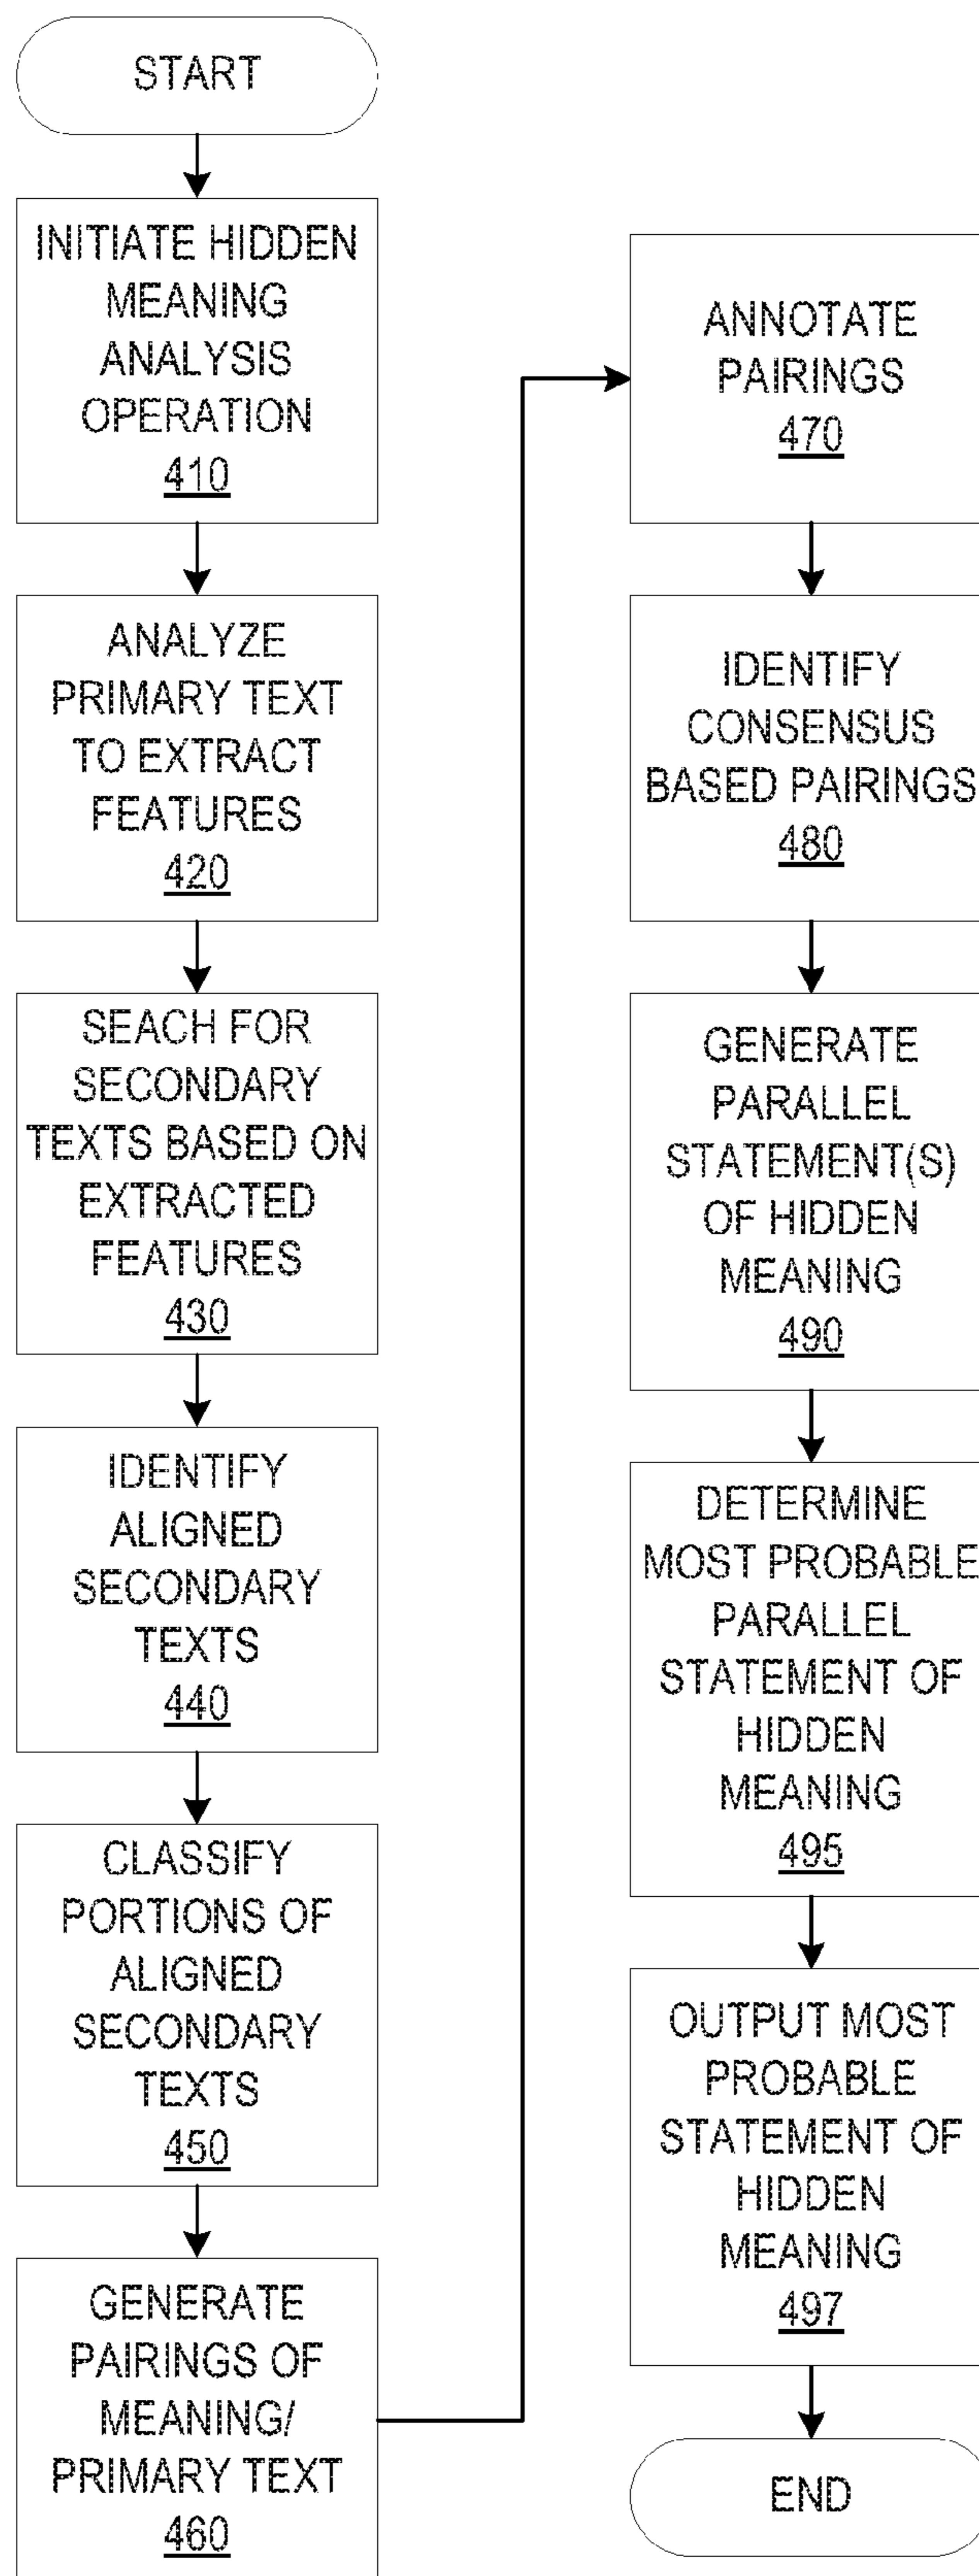 START
INITIATE HIDDEN
MEANING
ANALYSIS
OPERATION
410
ANALYZE
PRIMARY TEXT
TO EXTRACT
FEATURES
420
SEACH FOR
SECONDARY
TEXTS BASED ON
EXTRACTED
FEATURES
430
IDENTIFY
ALIGNED
SECONDARY
TEXTS
440
CLASSIFY
PORTIONS OF
ALIGNED
SECONDARY
TEXTS
450
GENERATE
PAIRINGS OF
MEANING/
PRIMARY TEXT
460
ANNOTATE
PAIRINGS
470
IDENTIFY
CONSENSUS
BASED PAIRINGS
480
GENERATE
PARALLEL
STATEMENT(S)
OF HIDDEN
MEANING
490
DETERMINE
MOST PROBABLE
PARALLEL
STATEMENT OF
HIDDEN
MEANING
495
OUTPUT MOST
PROBABLE
STATEMENT OF
HIDDEN
MEANING
497
END